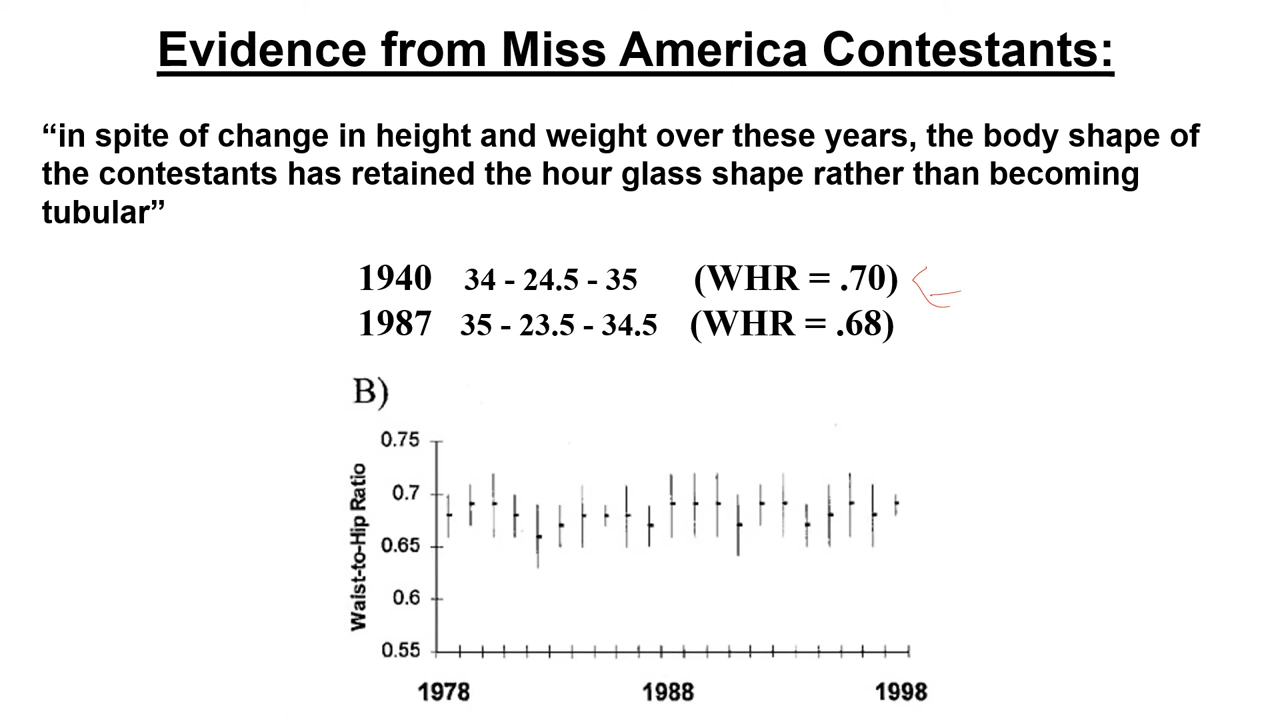 Evidence from Miss America Contestants:
“in spite of change in height and weight over these years, the body shape of
the contestants has retained the hour glass shape rather than becoming
tubular”
1940 34 - 24.5 - 35 (WHR = .70)
1987 35 - 23.5 - 34.5 (WHR = .68)
B)
Waist-to-Hip Ratio
0.75
0.7
0.65
0.6
0.55
1978 1988 1998